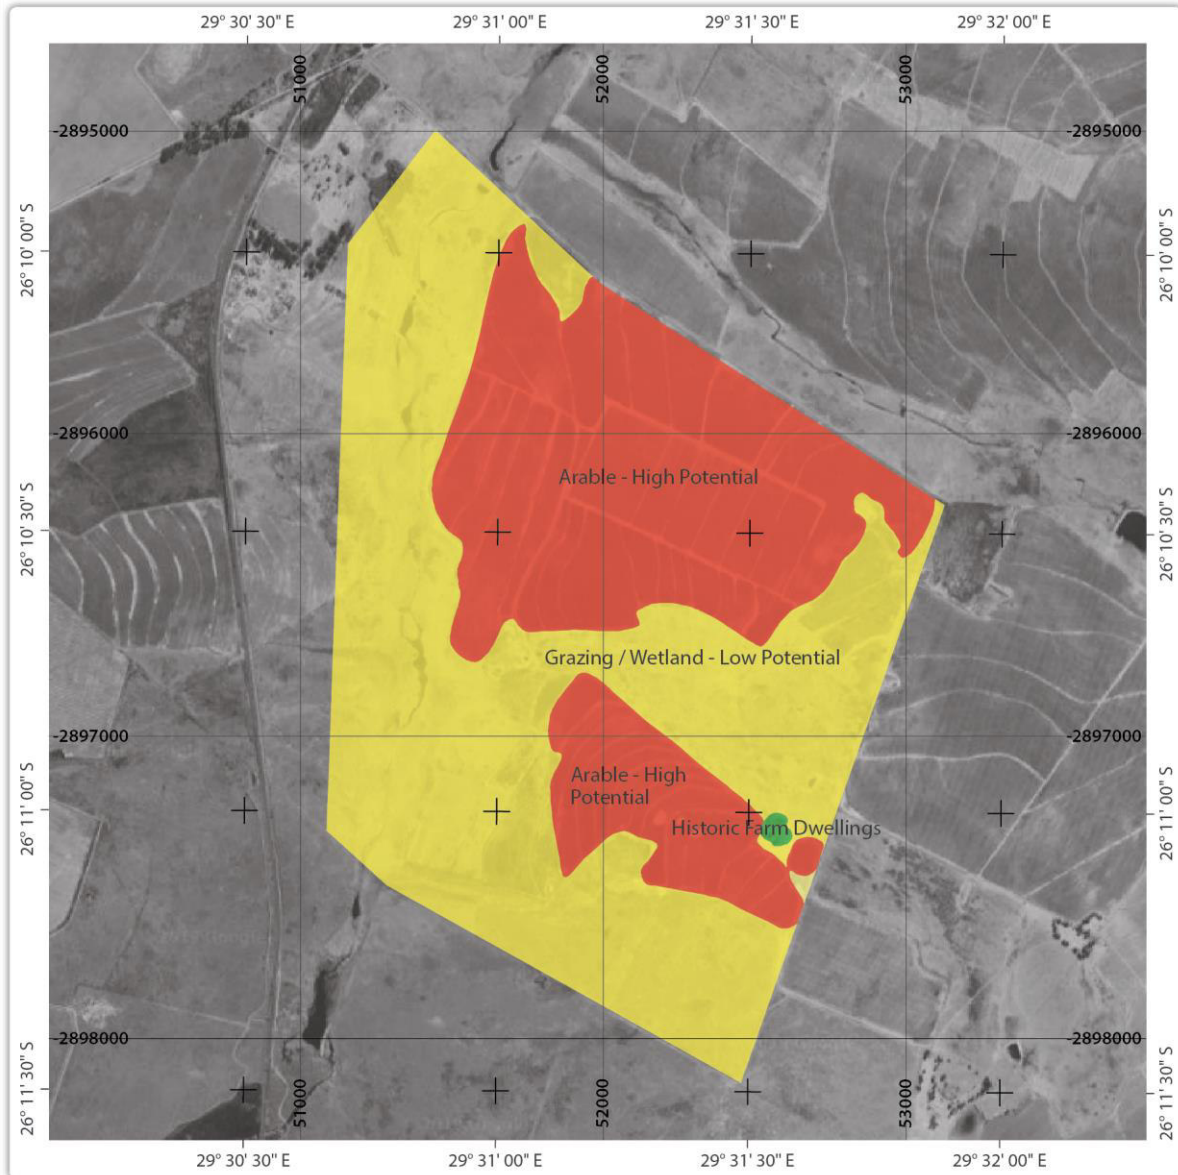 29° 30' 30" E
29° 31' 00" E
29° 31' 30" E
29° 32' 00" E
51000
52000
53000
-2895000
-2895000
26° 10' 00" S
26° 10' 00" S
-2896000
-2896000
Arable - High Potential
26° 10' 30" S
26° 10' 30" S
Grazing / Wetland - Low Potential
-2897000
-2897000
Arable - High
Potential
26° 11' 00" S
26° 11' 00" S
Historic Farm Dwellings
-2898000
-2898000
26° 11' 30" S
26° 11' 30" S
51000
52000
53000
29° 30' 30" E
29° 31' 00" E
29° 31' 30" E
29° 32' 00" E